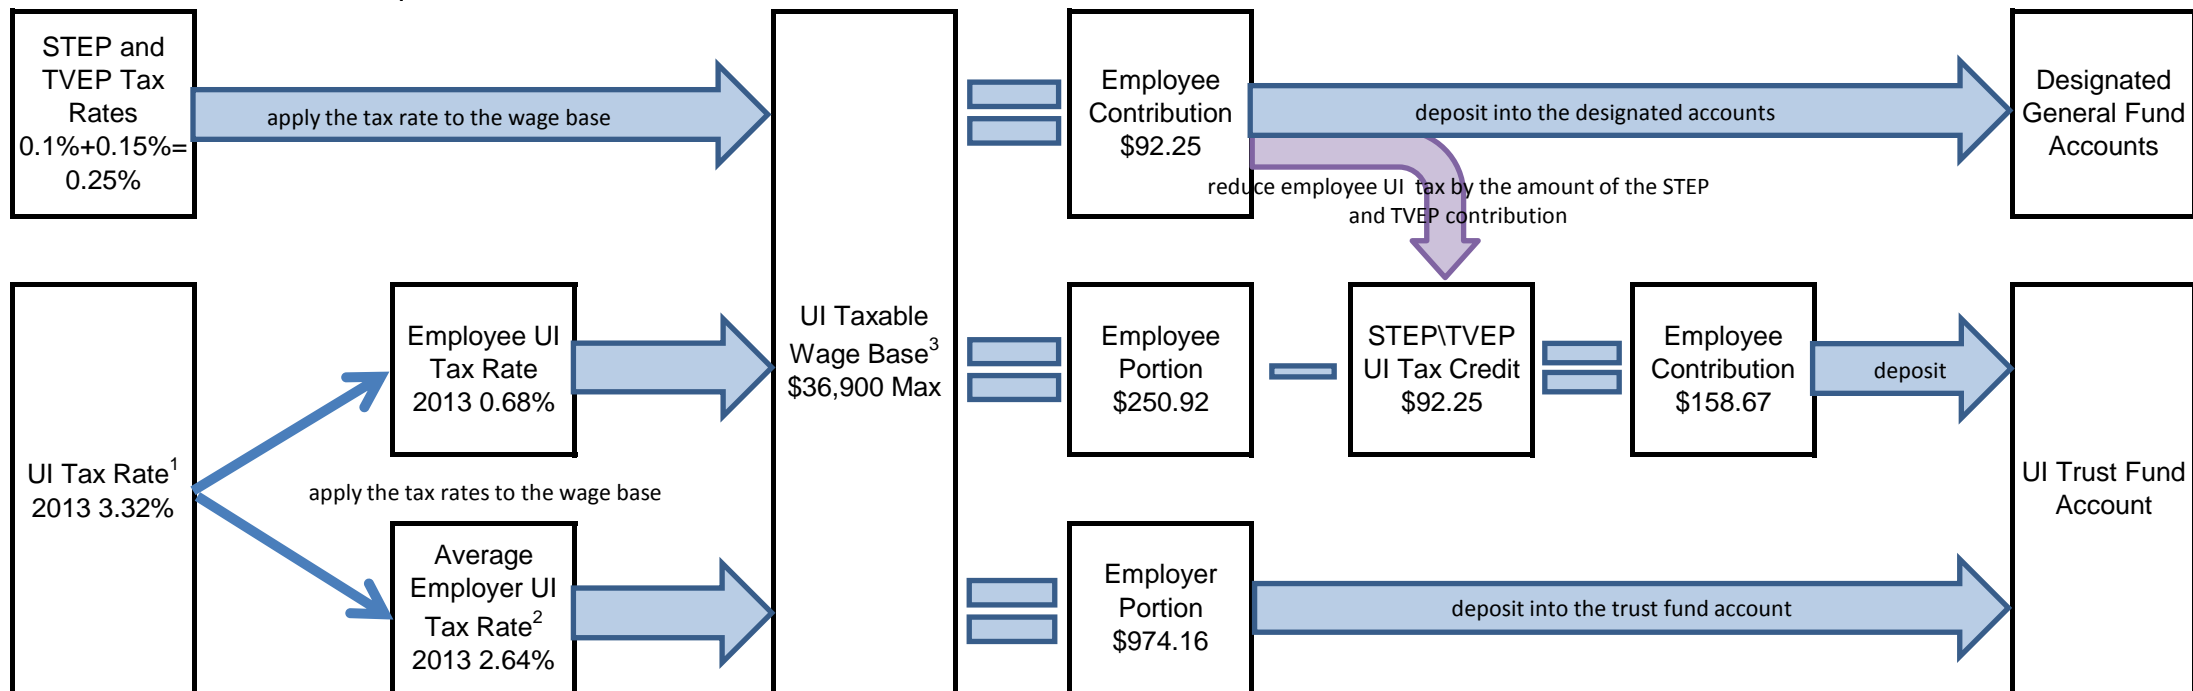 STEP and
TVEP Tax
Rates
0.1%+0.15%=
0.25%
apply the tax rate to the wage base
Employee
Contribution
$92.25
deposit into the designated accounts
Designated
General Fund
Accounts
reduce employee UI  tax by the amount of the STEP
and TVEP contribution
UI Tax Rate¹
2013 3.32%
Employee UI
Tax Rate
2013 0.68%
apply the tax rates to the wage base
Average
Employer UI
Tax Rate²
2013 2.64%
UI Taxable
Wage Base³
$36,900 Max
Employee
Portion
$250.92
STEP\TVEP
UI Tax Credit
$92.25
Employee
Contribution
$158.67
deposit
Employer
Portion
$974.16
deposit into the trust fund account
UI Trust Fund
Account